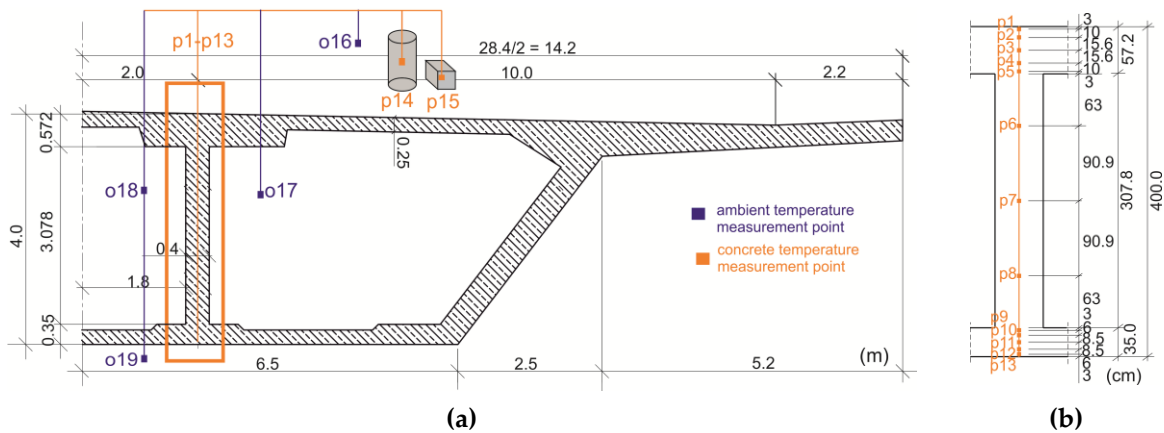 p1-p13
o16
28.4/2 = 14.2
2.0
10.0
2.2
p14
p15
0.572
0.25
o18
o17
4.0
3.078
0.4
1.8
ambient temperature
measurement point
concrete temperature
measurement point
0.35
o19
6.5
2.5
5.2
(m)
(a)
p1
3
p2
10
p3
15.6
57.2
p4
15.6
p5
10
3
63
p6
90.9
p7
307.8
400.0
90.9
p8
63
p9
3
p10
6
p11
8.5
35.0
p12
8.5
p13
6
3
(cm)
(b)